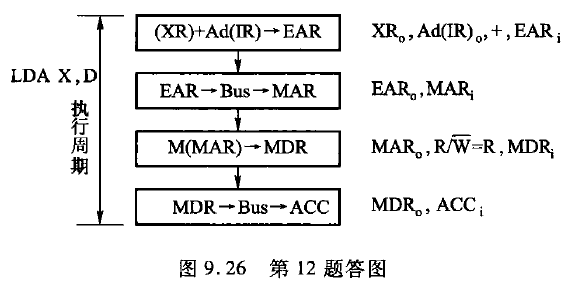 (XR)+Ad(IR)→EAR XRₒ, Ad(IR)ₒ, +, EARᵢ
LDA X, D
执行周期
EAR→Bus→MAR EARₒ, MARᵢ
M(MAR)→MDR MARₒ, R/W̅=R, MDRᵢ
MDR→Bus→ACC MDRₒ, ACCᵢ
图 9.26 第 12 题答图